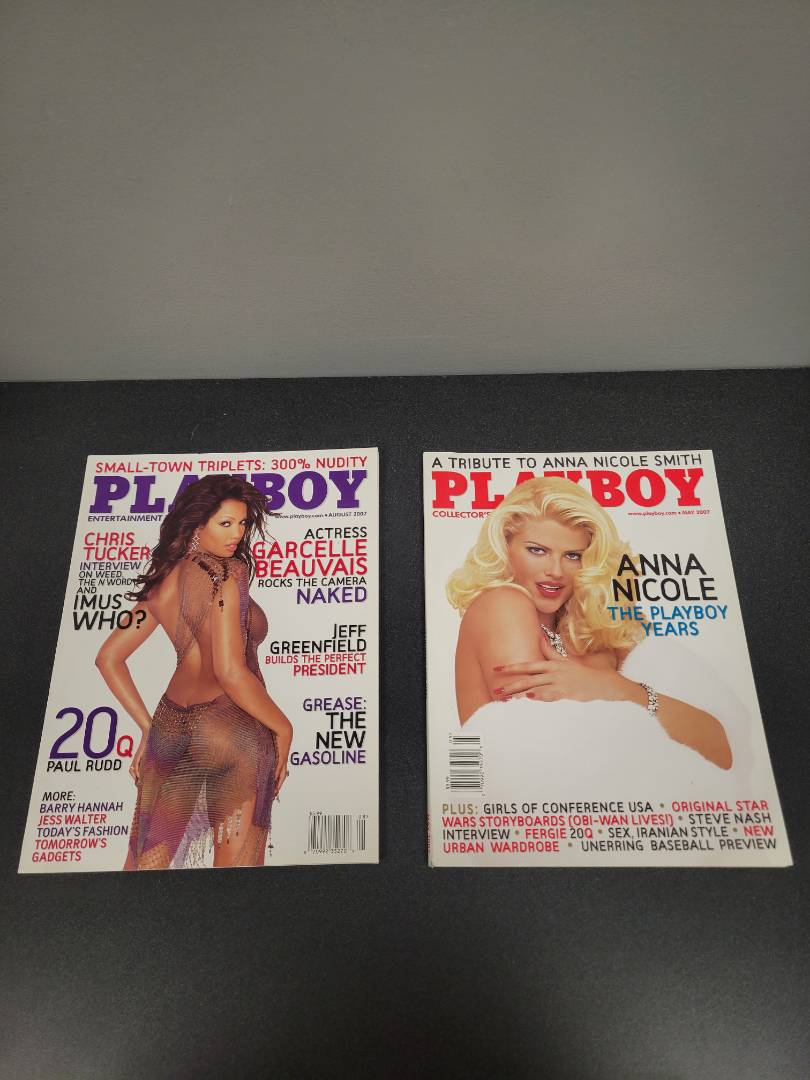 SMALL-TOWN TRIPLETS: 300% NUDITY
PLAYBOY
ENTERTAINMENT
www.playboy.com • AUGUST 2007
CHRIS
TUCKER
INTERVIEW
ON WEED,
THE N WORD
AND
IMUS
WHO?
ACTRESS
GARCELLE
BEAUVAIS
ROCKS THE CAMERA
NAKED
JEFF
GREENFIELD
BUILDS THE PERFECT
PRESIDENT
GREASE:
THE
NEW
GASOLINE
20Q
PAUL RUDD
MORE:
BARRY HANNAH
JESS WALTER
TODAY'S FASHION
TOMORROW'S
GADGETS
A TRIBUTE TO ANNA NICOLE SMITH
PLAYBOY
COLLECTOR'S
www.playboy.com • MAY 2007
ANNA
NICOLE
THE PLAYBOY
YEARS
PLUS: GIRLS OF CONFERENCE USA • ORIGINAL STAR
WARS STORYBOARDS (OBI-WAN LIVES!) • STEVE NASH
INTERVIEW • FERGIE 20Q • SEX, IRANIAN STYLE • NEW
URBAN WARDROBE • UNERRING BASEBALL PREVIEW